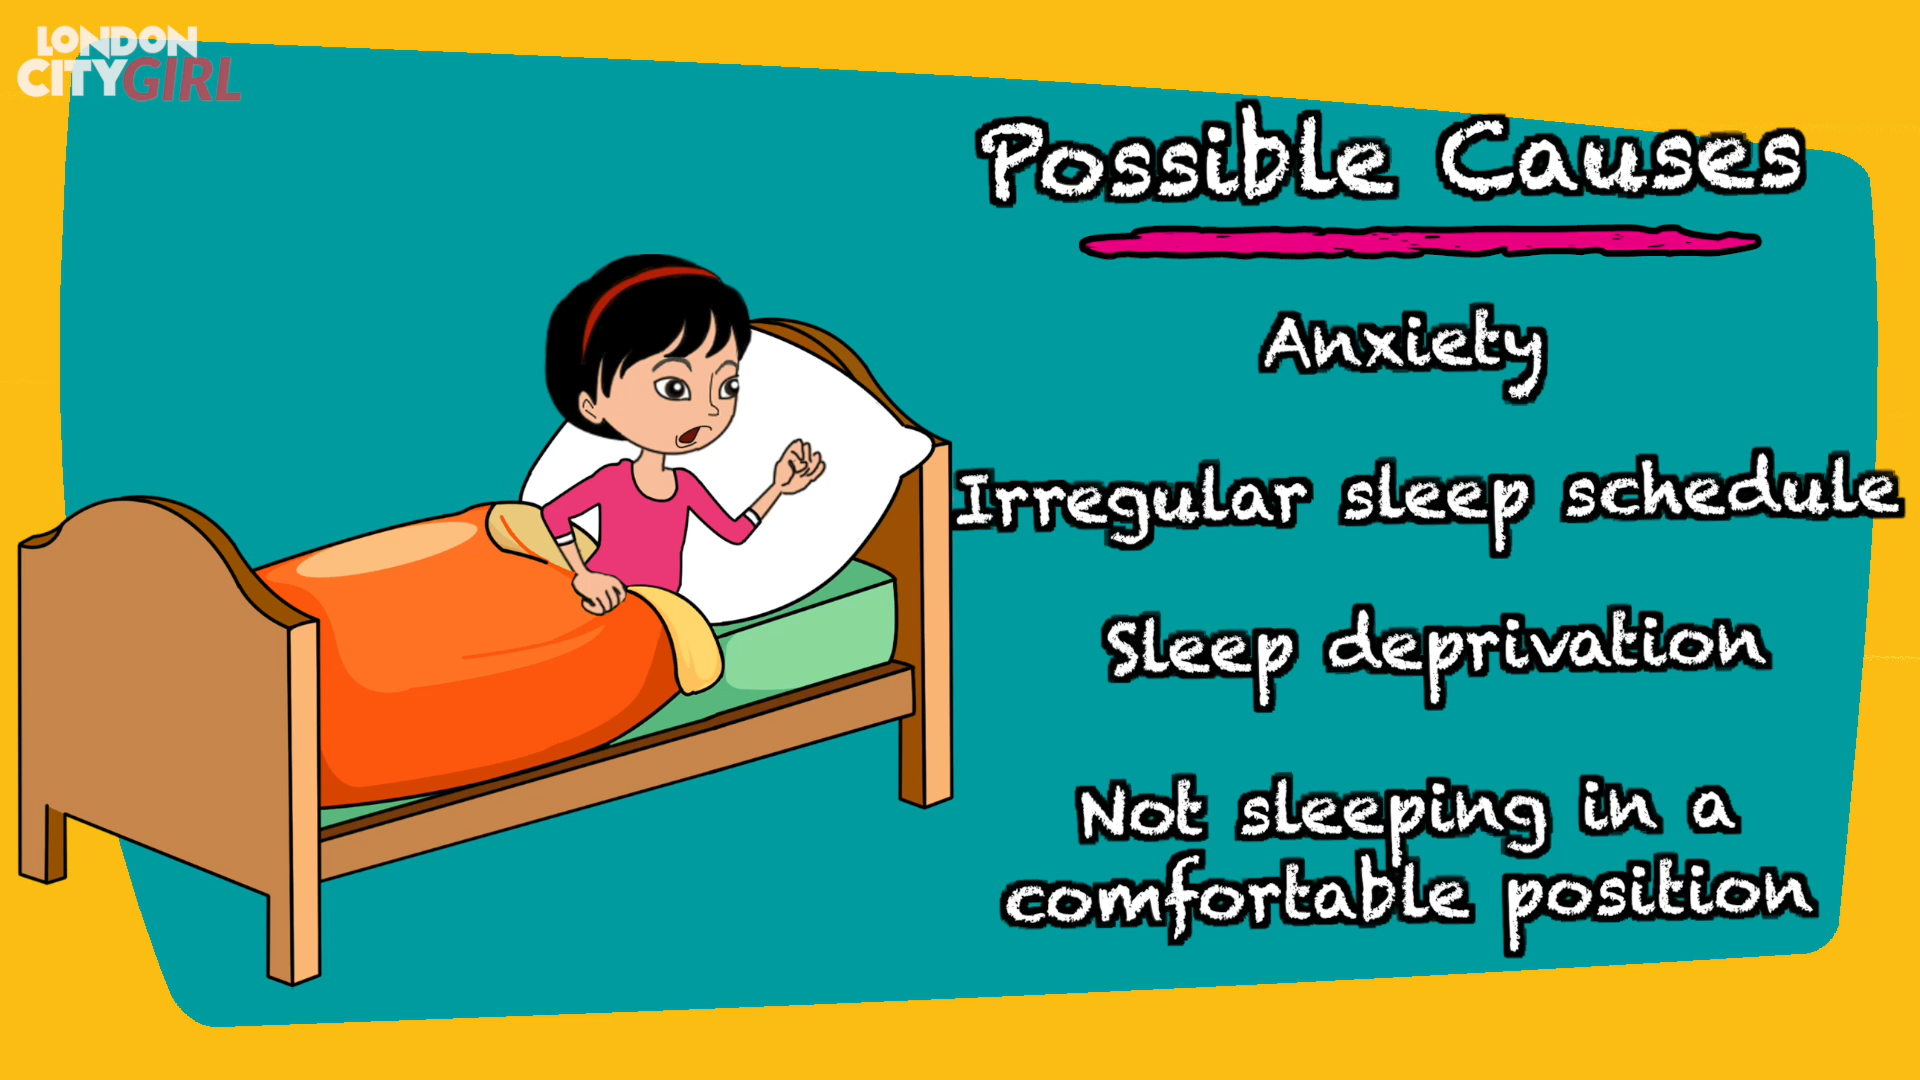 LONDON
CITYGIRL
Possible Causes
Anxiety
Irregular sleep schedule
Sleep deprivation
Not sleeping in a
comfortable position